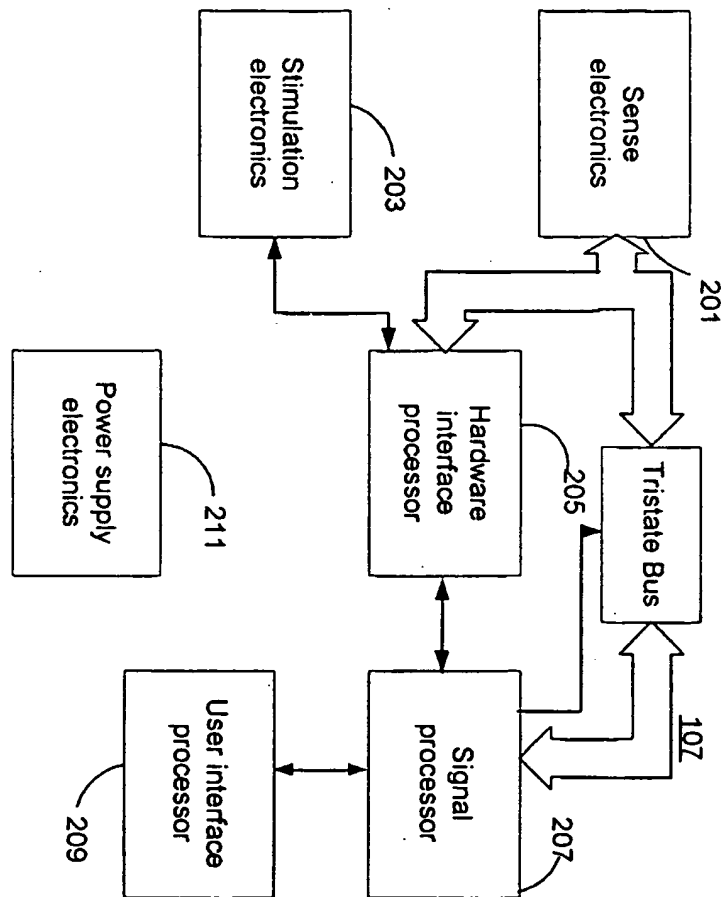 201
107
Sense
electronics
Tristate Bus
205
207
Hardware
interface
processor
Signal
processor
203
Stimulation
electronics
211
User interface
processor
Power supply
electronics
209